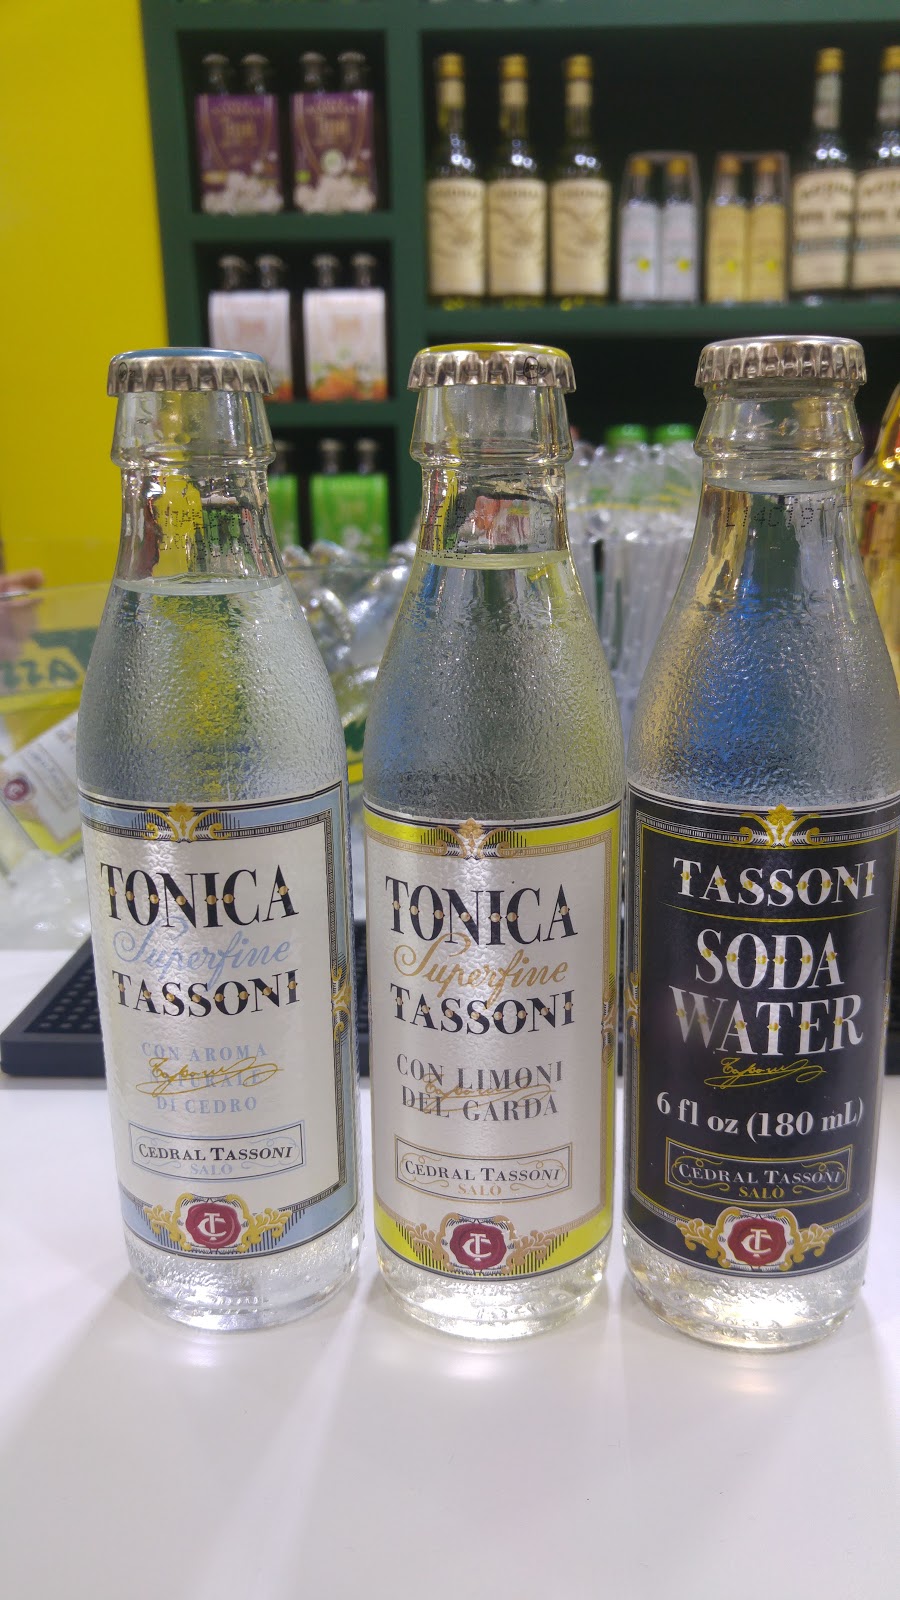 TONICA
Superfine
TASSONI
CON AROMA
NATURALE
DI CEDRO
CEDRAL TASSONI
SALÒ
TONICA
Superfine
TASSONI
CON LIMONI
DEL GARDA
CEDRAL TASSONI
SALÒ
TASSONI
SODA
WATER
6 fl oz (180 mL)
CEDRAL TASSONI
SALÒ